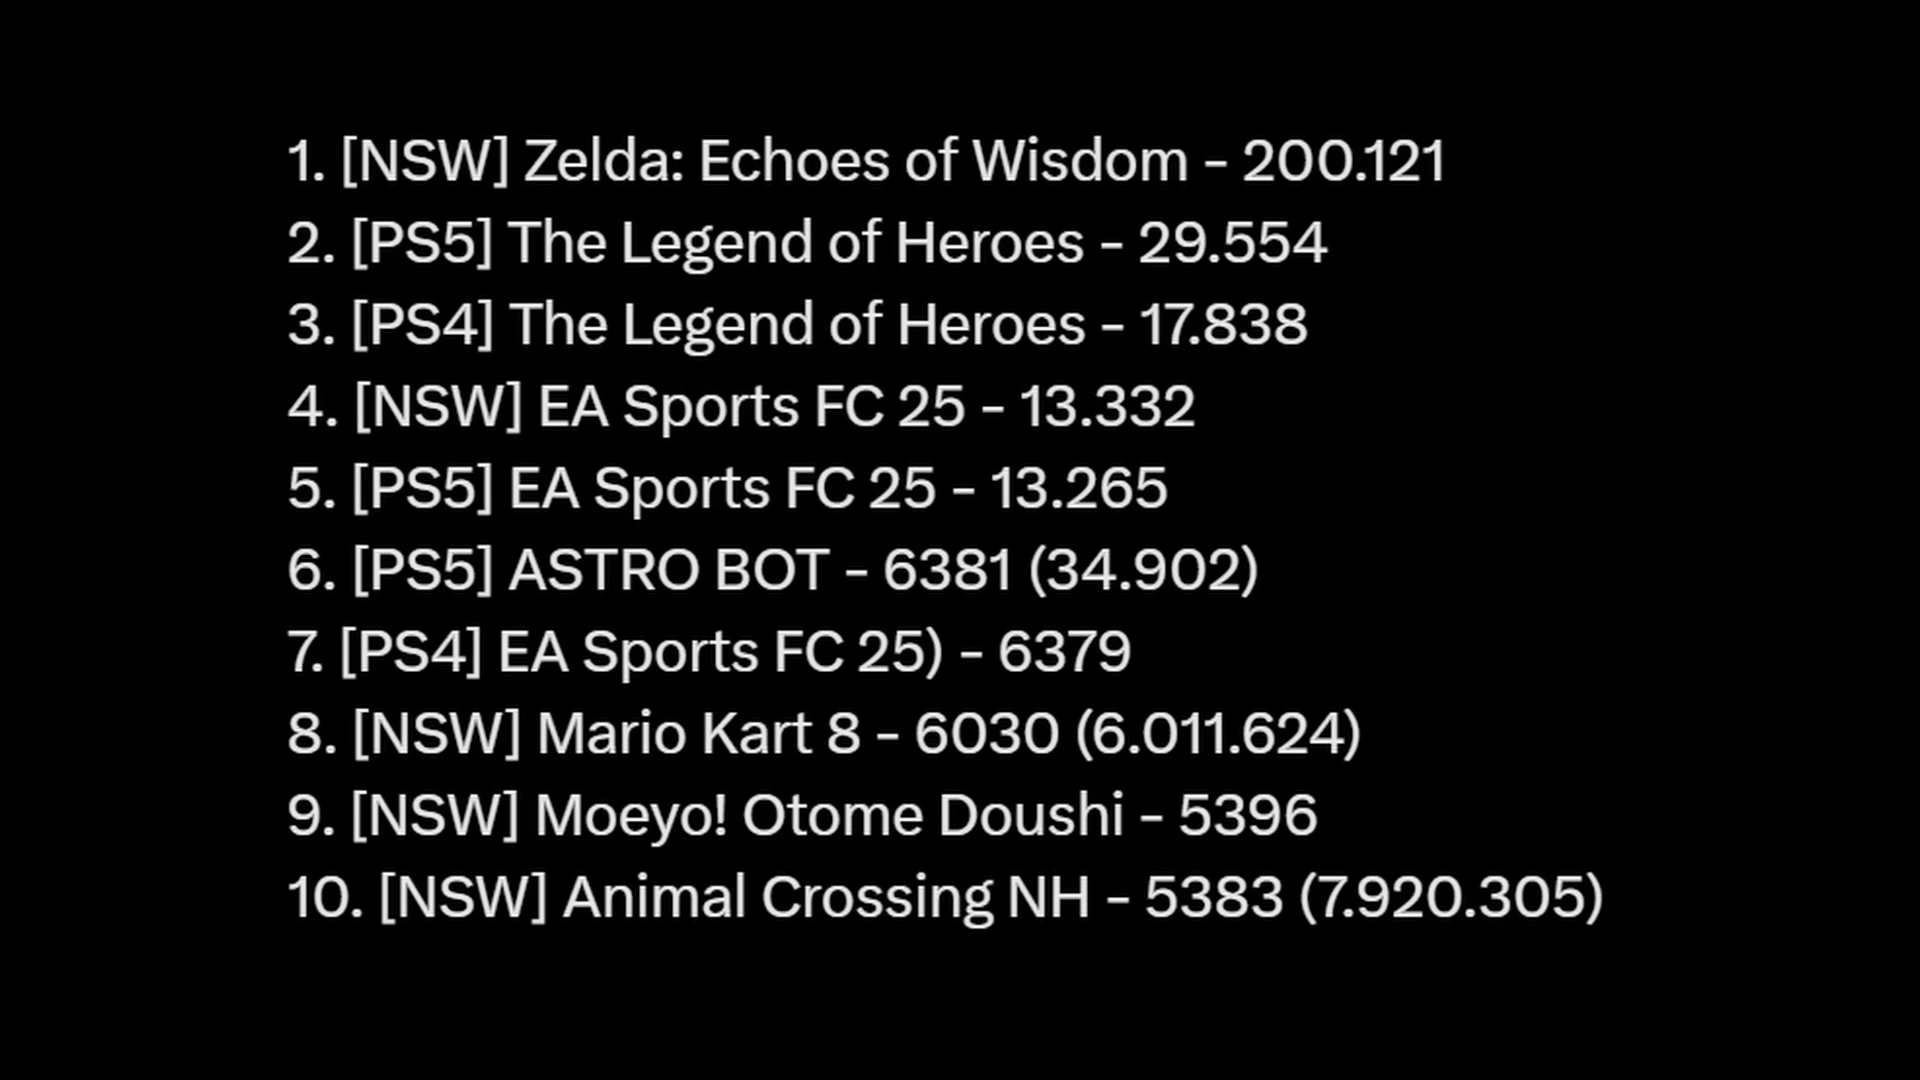 1. [NSW] Zelda: Echoes of Wisdom – 200.121
2. [PS5] The Legend of Heroes – 29.554
3. [PS4] The Legend of Heroes – 17.838
4. [NSW] EA Sports FC 25 – 13.332
5. [PS5] EA Sports FC 25 – 13.265
6. [PS5] ASTRO BOT – 6381 (34.902)
7. [PS4] EA Sports FC 25) – 6379
8. [NSW] Mario Kart 8 – 6030 (6.011.624)
9. [NSW] Moeyo! Otome Doushi – 5396
10. [NSW] Animal Crossing NH – 5383 (7.920.305)